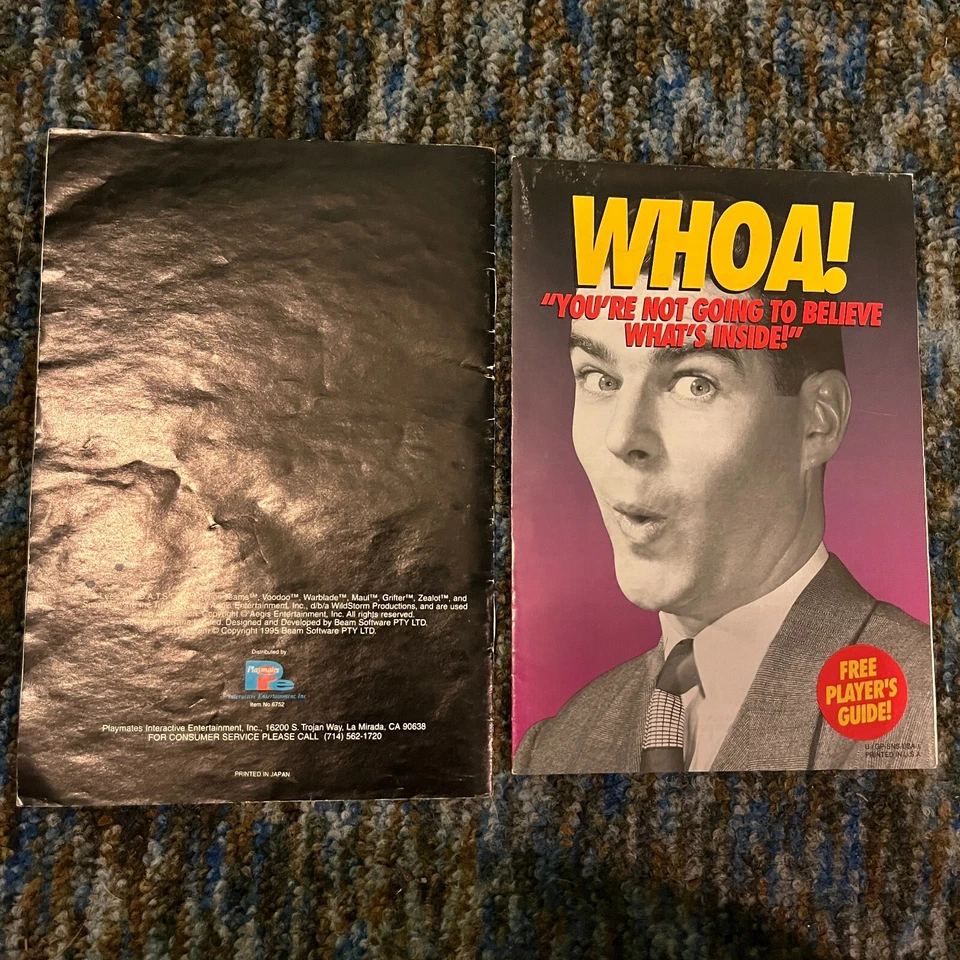 Voodoo™, Warblade™, Maul™, Grifter™, Zealot™, and
Aegis Entertainment, Inc., d/b/a WildStorm Productions, and are used
Copyright © Aegis Entertainment, Inc. All rights reserved.
Designed and Developed by Beam Software PTY LTD.
© Copyright 1995 Beam Software PTY LTD.
Distributed by
Playmates
Interactive Entertainment, Inc.
Item No.6752
Playmates Interactive Entertainment, Inc., 16200 S. Trojan Way, La Mirada, CA 90638
FOR CONSUMER SERVICE PLEASE CALL (714) 562-1720
PRINTED IN JAPAN
WHOA!
"YOU'RE NOT GOING TO BELIEVE
WHAT'S INSIDE!"
FREE
PLAYER'S
GUIDE!
PRINTED IN U.S.A